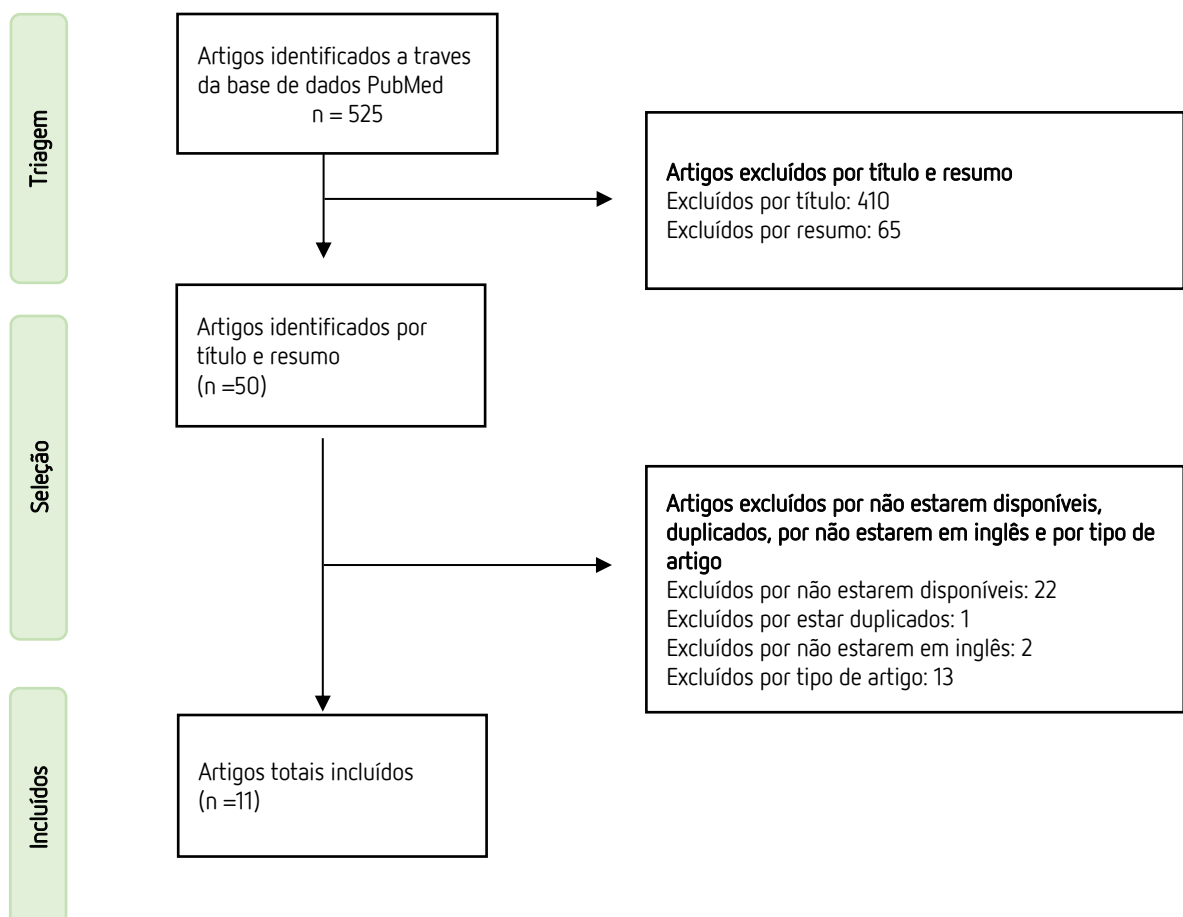 Triagem
Artigos identificados a traves
da base de dados PubMed
n = 525
Artigos excluídos por título e resumo
Excluídos por título: 410
Excluídos por resumo: 65
Seleção
Artigos identificados por
título e resumo
(n =50)
Artigos excluídos por não estarem disponíveis,
duplicados, por não estarem em inglês e por tipo de
artigo
Excluídos por não estarem disponíveis: 22
Excluídos por estar duplicados: 1
Excluídos por não estarem em inglês: 2
Excluídos por tipo de artigo: 13
Incluídos
Artigos totais incluídos
(n =11)